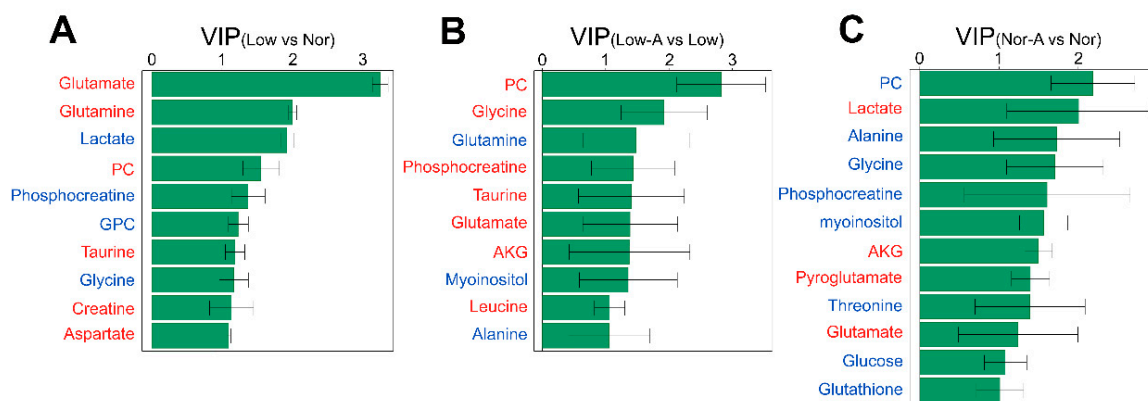 A
VIP(Low vs Nor)
0 1 2 3
Glutamate
Glutamine
Lactate
PC
Phosphocreatine
GPC
Taurine
Glycine
Creatine
Aspartate
B
VIP(Low-A vs Low)
0 1 2 3
PC
Glycine
Glutamine
Phosphocreatine
Taurine
Glutamate
AKG
Myoinositol
Leucine
Alanine
C
VIP(Nor-A vs Nor)
0 1 2
PC
Lactate
Alanine
Glycine
Phosphocreatine
myoinositol
AKG
Pyroglutamate
Threonine
Glutamate
Glucose
Glutathione